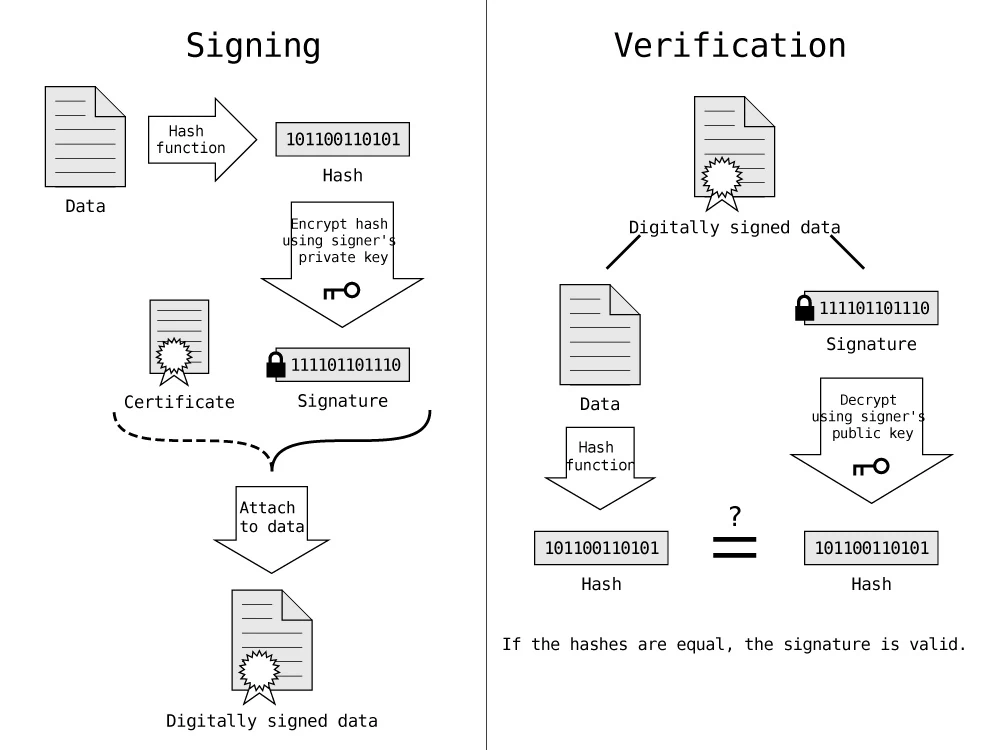 Signing
Hash
function
101100110101
Hash
Data
Encrypt hash
using signer's
private key
111101101110
Certificate
Signature
Attach
to data
Digitally signed data
Verification
Digitally signed data
111101101110
Signature
Data
Decrypt
using signer's
public key
Hash
function
?
101100110101
101100110101
Hash
Hash
If the hashes are equal, the signature is valid.